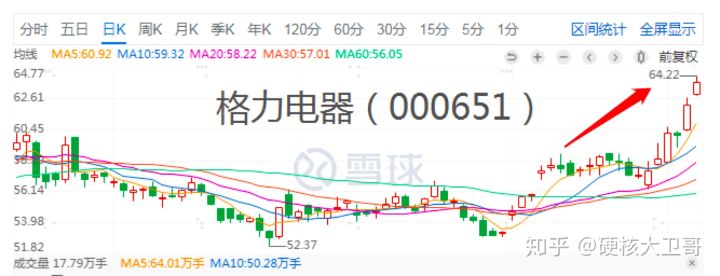 分时 五日 日K 周K 月K 季K 年K 120分 60分 30分 15分 5分 1分 区间统计 全屏显示
均线 MA5:60.92 MA10:59.32 MA20:58.22 MA30:57.01 MA60:56.05 前复权
64.77
64.22
62.61
格力电器（000651）
60.45
雪球
56.14
53.98
52.37
51.82
知乎 @硬核大卫哥
成交量 17.79万手 MA5:64.01万手 MA10:50.28万手